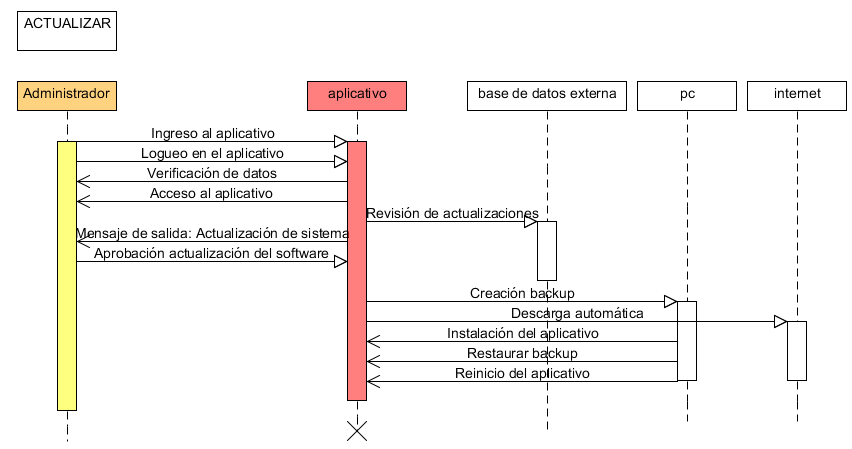 ACTUALIZAR
Administrador
aplicativo
base de datos externa
pc
internet
Ingreso al aplicativo
Logueo en el aplicativo
Verificación de datos
Acceso al aplicativo
Revisión de actualizaciones
Mensaje de salida: Actualización de sistema
Aprobación actualización del software
Creación backup
Descarga automática
Instalación del aplicativo
Restaurar backup
Reinicio del aplicativo